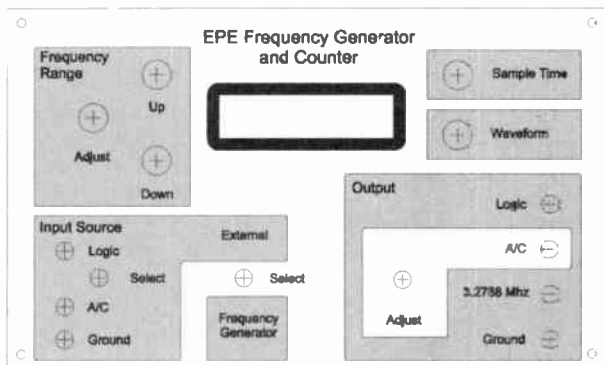 EPE Frequency Generator
and Counter
Frequency
Range
Up
Adjust
Down
Sample Time
Waveform
Input Source
External
Logic
Select
A/C
Ground
Select
Frequency
Generator
Output
Logic
A/C
3.2768 Mhz
Adjust
Ground